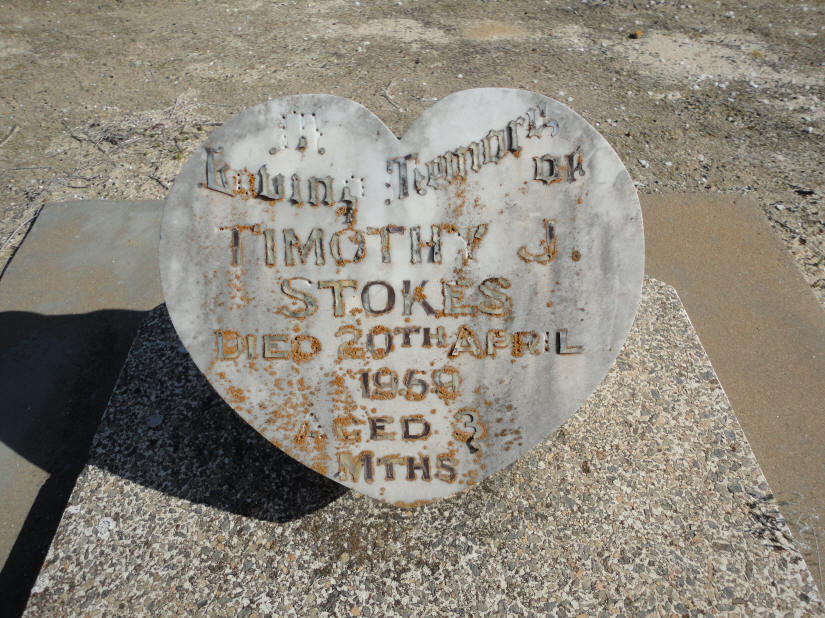 In
Loving Memory of
TIMOTHY J.
STOKES
DIED 20TH APRIL
1959
AGED 3
MTHS